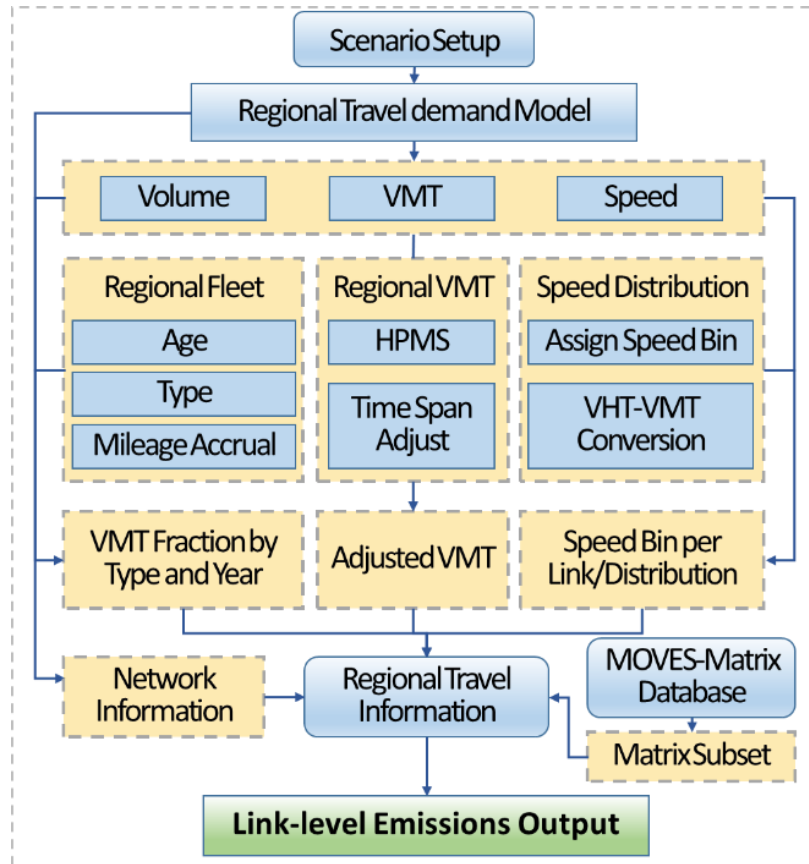 Scenario Setup
Regional Travel demand Model
Volume
VMT
Speed
Regional Fleet
Age
Type
Mileage Accrual
Regional VMT
HPMS
Time Span
Adjust
Speed Distribution
Assign Speed Bin
VHT-VMT
Conversion
VMT Fraction by
Type and Year
Adjusted VMT
Speed Bin per
Link/Distribution
Network
Information
Regional Travel
Information
MOVES-Matrix
Database
Matrix Subset
Link-level Emissions Output